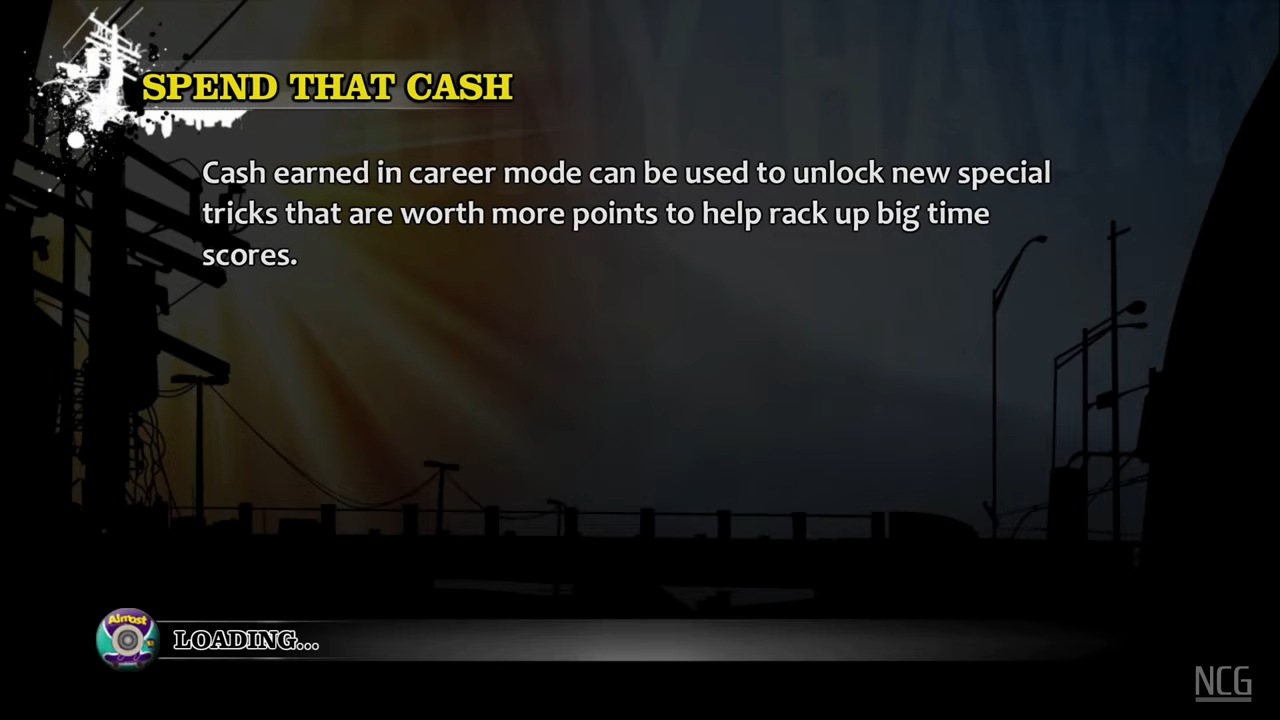 SPEND THAT CASH
Cash earned in career mode can be used to unlock new special
tricks that are worth more points to help rack up big time
scores.
Almost
LOADING...
NCG